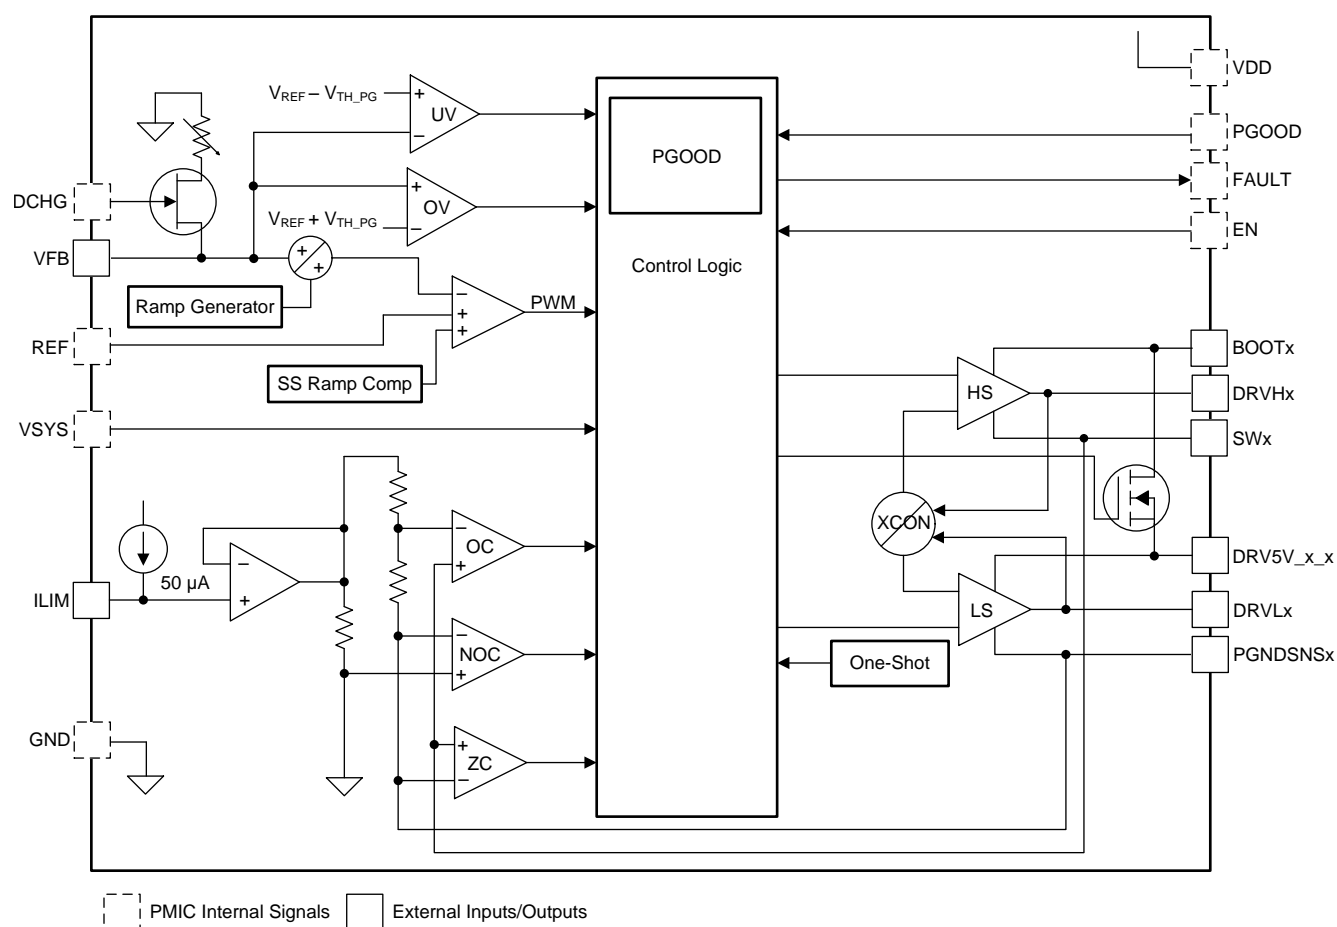 VDD
V_REF – V_TH_PG
+
UV
–
PGOOD
PGOOD
FAULT
DCHG
+
OV
V_REF + V_TH_PG
–
EN
VFB
+
+
Control Logic
Ramp Generator
–
+
+
PWM
REF
SS Ramp Comp
BOOTx
HS
DRVHx
VSYS
SWx
XCON
–
OC
+
DRV5V_x_x
–
50 µA
+
ILIM
LS
DRVLx
–
NOC
+
One-Shot
PGNDSNSx
GND
+
ZC
–
PMIC Internal Signals
External Inputs/Outputs